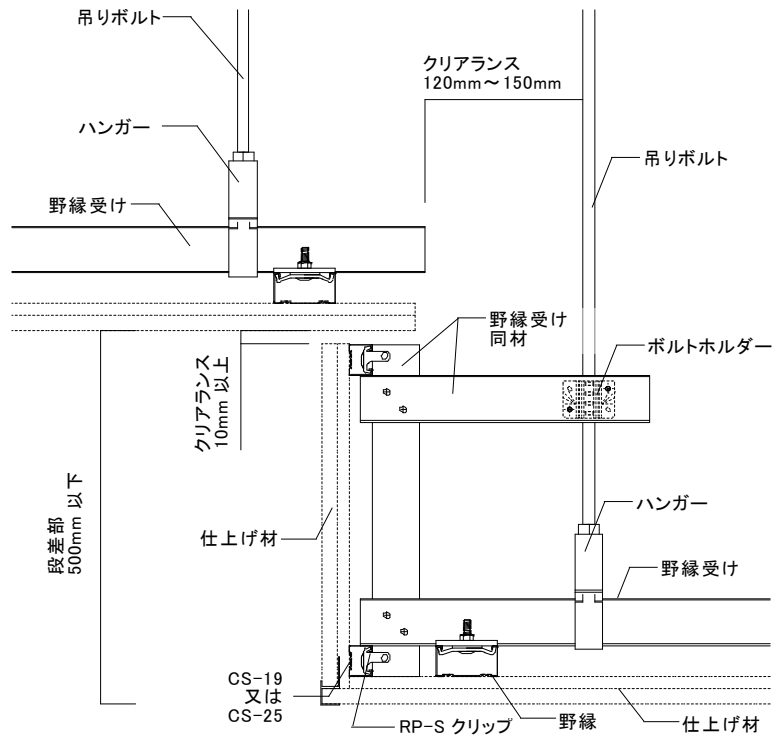 吊りボルト
クリアランス
120mm～150mm
ハンガー
吊りボルト
野縁受け
野縁受け
同材
ボルトホルダー
クリアランス
10mm 以上
段差部
500mm 以下
仕上げ材
ハンガー
野縁受け
CS-19
又は
CS-25
RP-S クリップ
野縁
仕上げ材